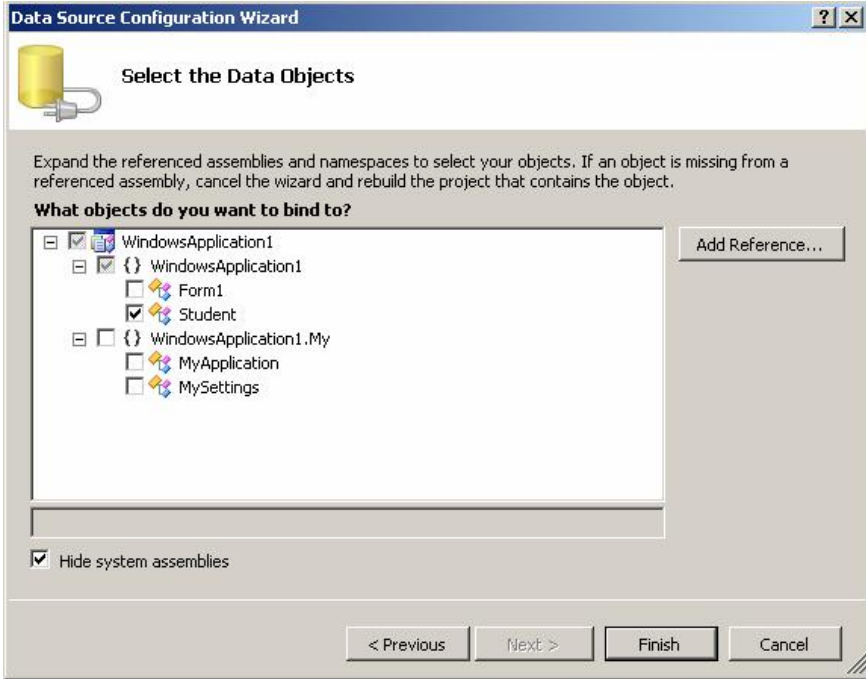 Data Source Configuration Wizard
Select the Data Objects
Expand the referenced assemblies and namespaces to select your objects. If an object is missing from a
referenced assembly, cancel the wizard and rebuild the project that contains the object.
What objects do you want to bind to?
WindowsApplication1
{} WindowsApplication1
Form1
Student
{} WindowsApplication1.My
MyApplication
MySettings
Add Reference...
Hide system assemblies
< Previous
Next >
Finish
Cancel